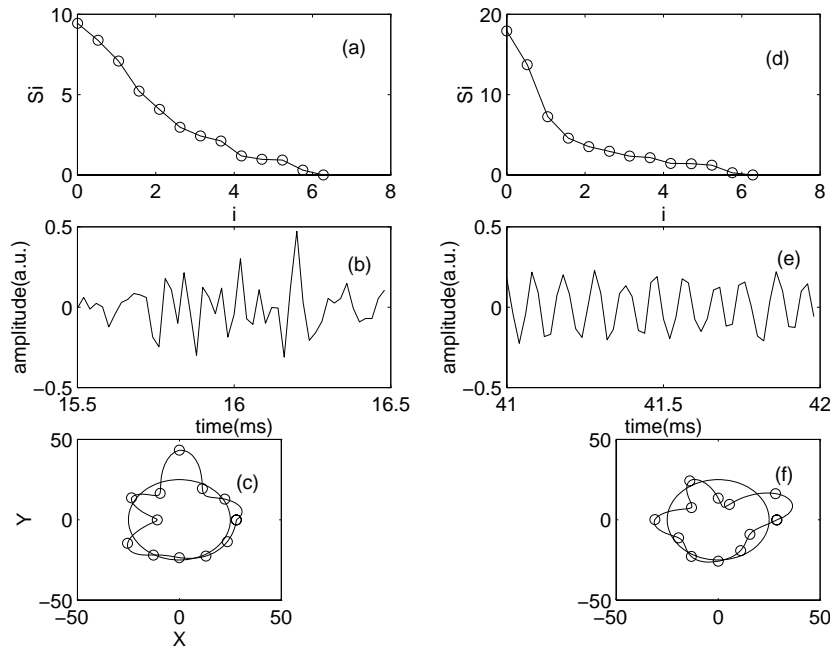 20
10
(a)
(d)
Si
5
10
Si
0
0
0 2 4 6 8
0 2 4 6 8
i
i
0.5
0.5
(b)
(e)
amplitude(a.u.)
0
amplitude(a.u.)
0
−0.5
−0.5
15.5 16 16.5
41 41.5 42
time(ms)
time(ms)
50
50
(c)
(f)
Y
0
0
−50
−50
−50 0 50
−50 0 50
X